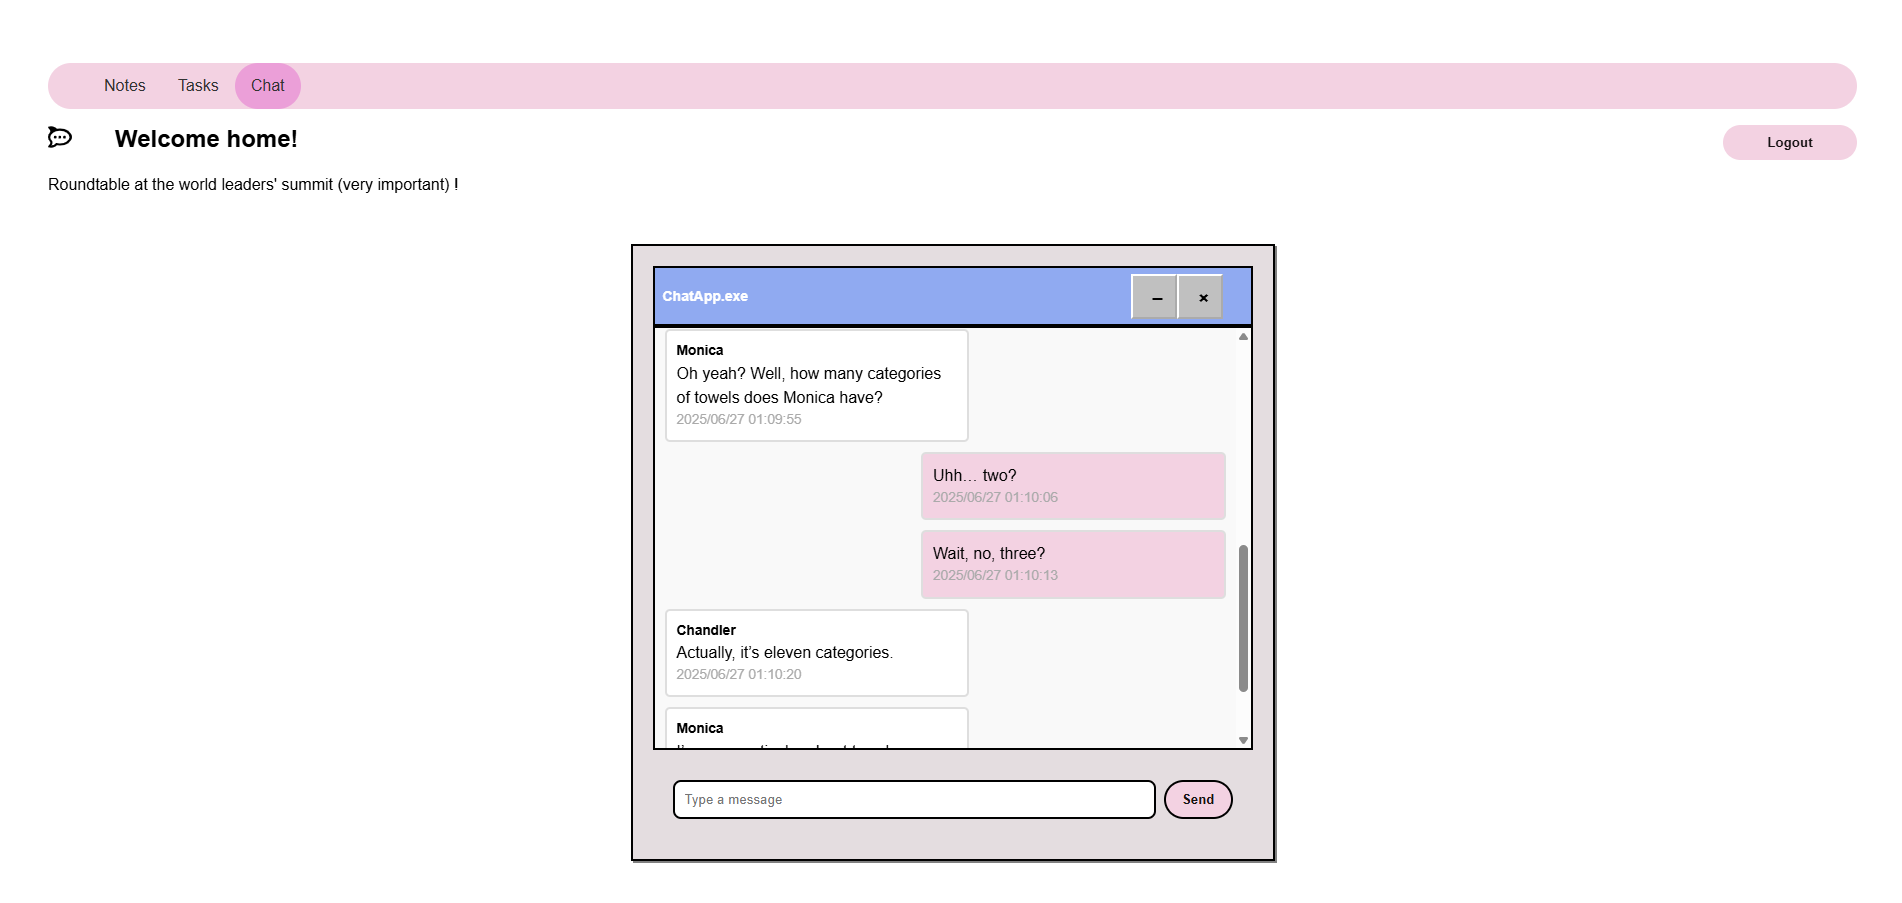 Notes Tasks Chat
Welcome home!
Logout
Roundtable at the world leaders' summit (very important) !
ChatApp.exe
Monica
Oh yeah? Well, how many categories
of towels does Monica have?
2025/06/27 01:09:55
Uhh… two?
2025/06/27 01:10:06
Wait, no, three?
2025/06/27 01:10:13
Chandler
Actually, it’s eleven categories.
2025/06/27 01:10:20
Monica
Type a message
Send